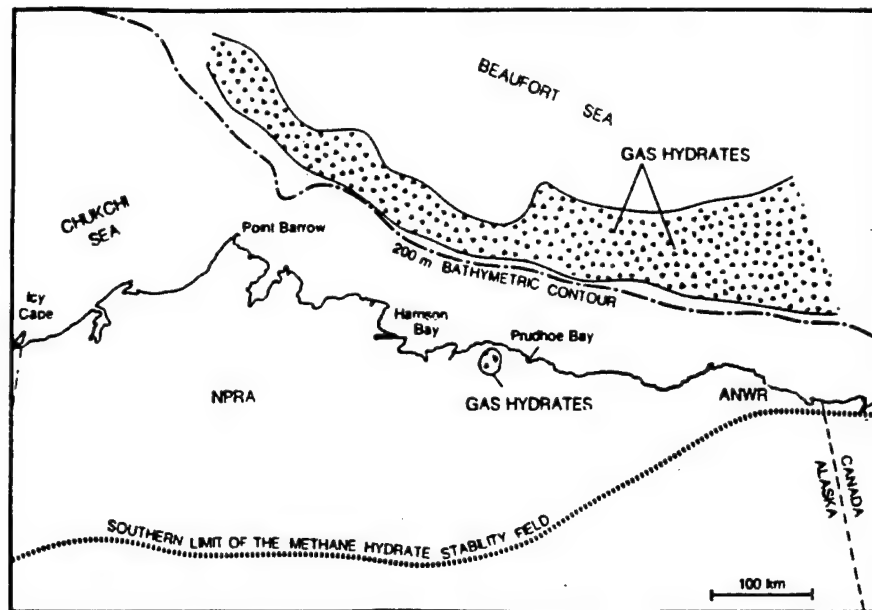 BEAUFORT SEA
GAS HYDRATES
CHUKCHI
SEA
Point Barrow
200 m BATHYMETRIC CONTOUR
Icy
Cape
Harrison
Bay
Prudhoe Bay
NPRA
GAS HYDRATES
ANWR
CANADA
ALASKA
SOUTHERN LIMIT OF THE METHANE HYDRATE STABILITY FIELD
100 km